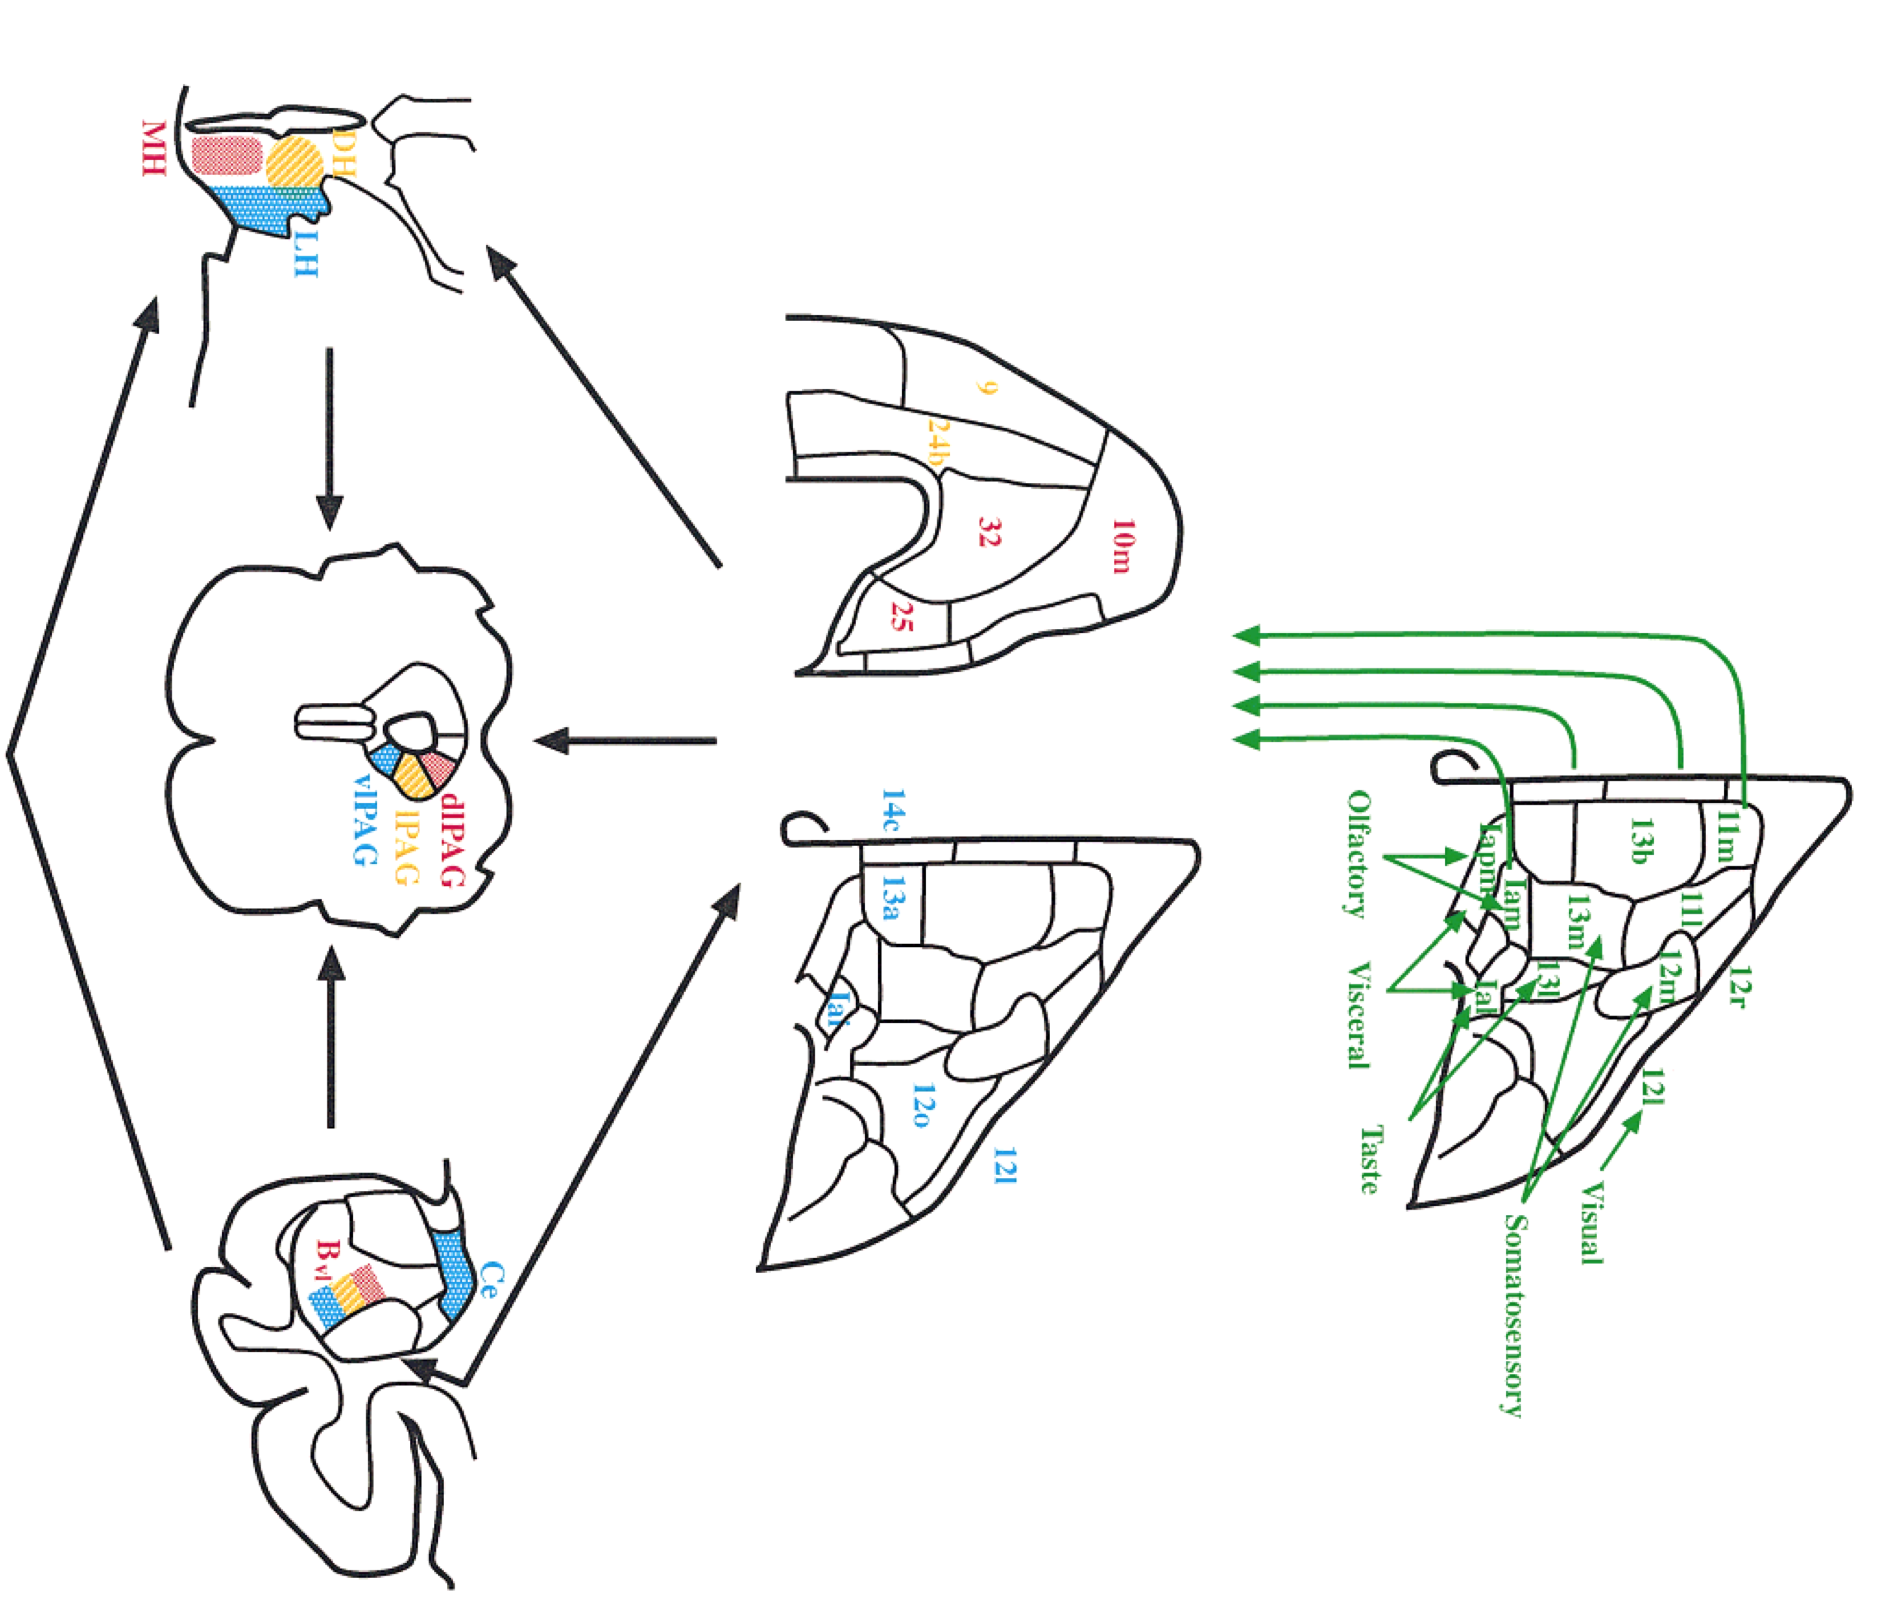 11m
13b
11l
12r
13m
12m
Iapm
Iam
13l
Ial
12l
Olfactory
Visceral
Taste
Visual
Somatosensory
9
24b
32
10m
25
14c
13a
Iai
12o
12l
DH
MH
LH
dlPAG
lPAG
vlPAG
Ce
Bvl